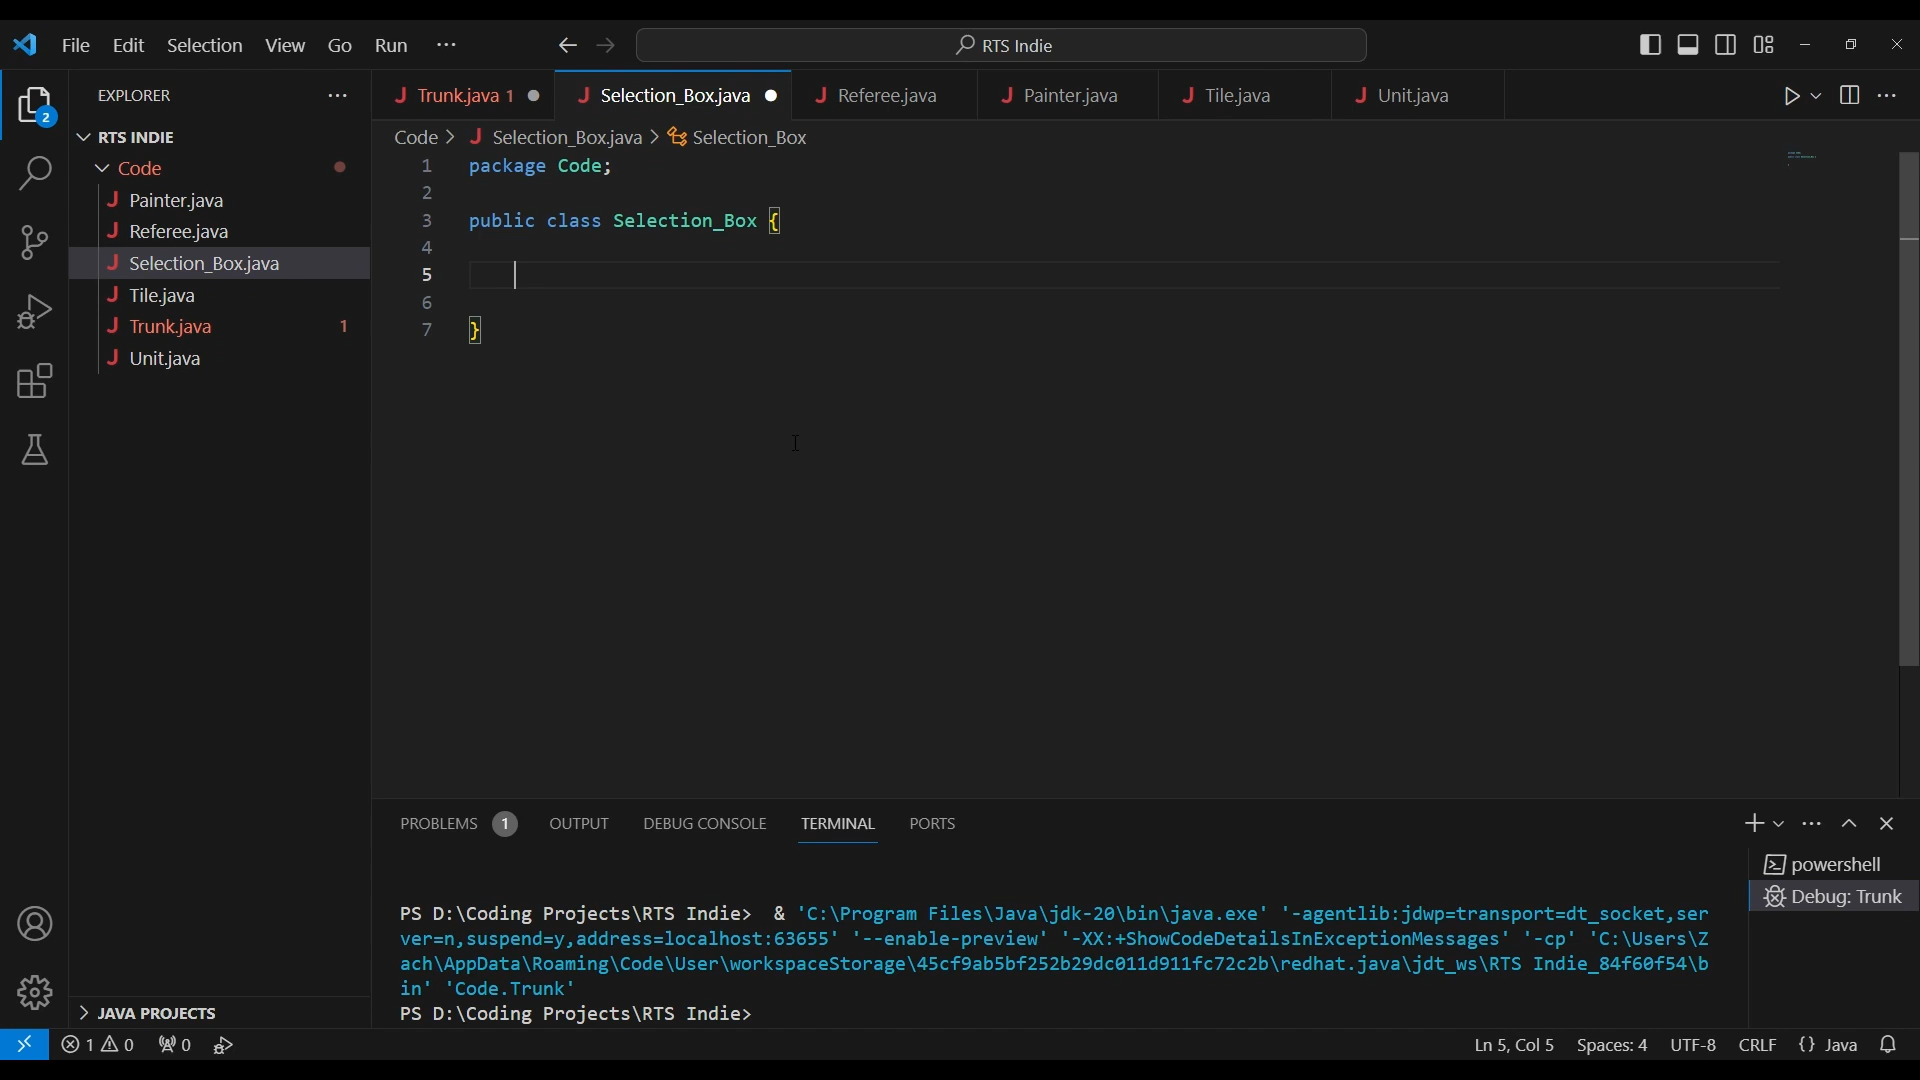 File Edit Selection View Go Run ··· RTS Indie
EXPLORER ···
RTS INDIE
Code
Painter.java
Referee.java
Selection_Box.java
Tile.java
Trunk.java 1
Unit.java
JAVA PROJECTS
2
Trunk.java 1 Selection_Box.java Referee.java Painter.java Tile.java Unit.java
Code > Selection_Box.java > Selection_Box
1 package Code;
2
3 public class Selection_Box {
4
5
6
7 }
PROBLEMS 1 OUTPUT DEBUG CONSOLE TERMINAL PORTS
powershell
Debug: Trunk
PS D:\Coding Projects\RTS Indie>  & 'C:\Program Files\Java\jdk-20\bin\java.exe' '-agentlib:jdwp=transport=dt_socket,ser
ver=n,suspend=y,address=localhost:63655' '--enable-preview' '-XX:+ShowCodeDetailsInExceptionMessages' '-cp' 'C:\Users\Z
ach\AppData\Roaming\Code\User\workspaceStorage\45cf9ab5bf252b29dc011d911fc72c2b\redhat.java\jdt_ws\RTS Indie_84f60f54\b
in' 'Code.Trunk'
PS D:\Coding Projects\RTS Indie>
1 0 0 Ln 5, Col 5 Spaces: 4 UTF-8 CRLF {} Java